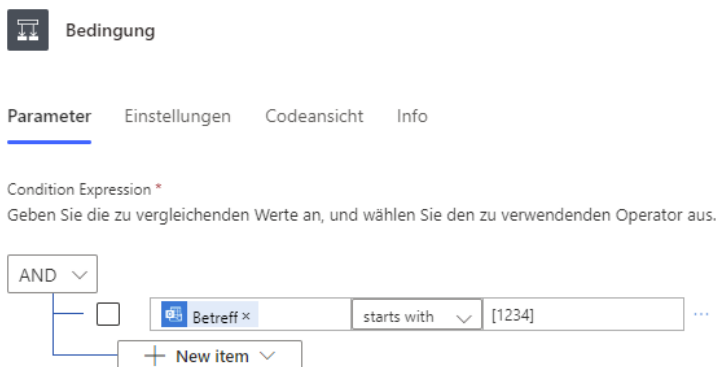 Bedingung
Parameter Einstellungen Codeansicht Info
Condition Expression *
Geben Sie die zu vergleichenden Werte an, und wählen Sie den zu verwendenden Operator aus.
AND
Betreff × starts with [1234] ...
+ New item